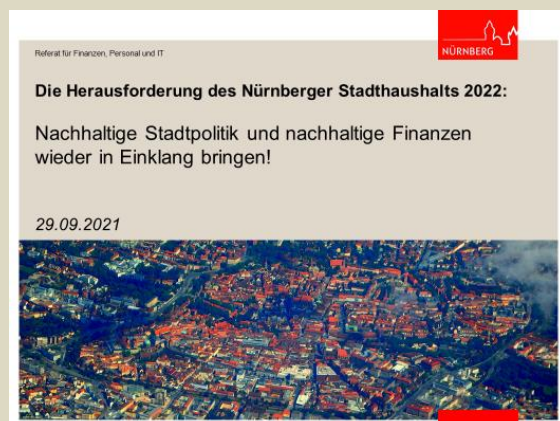 Referat für Finanzen, Personal und IT
NÜRNBERG
Die Herausforderung des Nürnberger Stadthaushalts 2022:
Nachhaltige Stadtpolitik und nachhaltige Finanzen
wieder in Einklang bringen!
29.09.2021